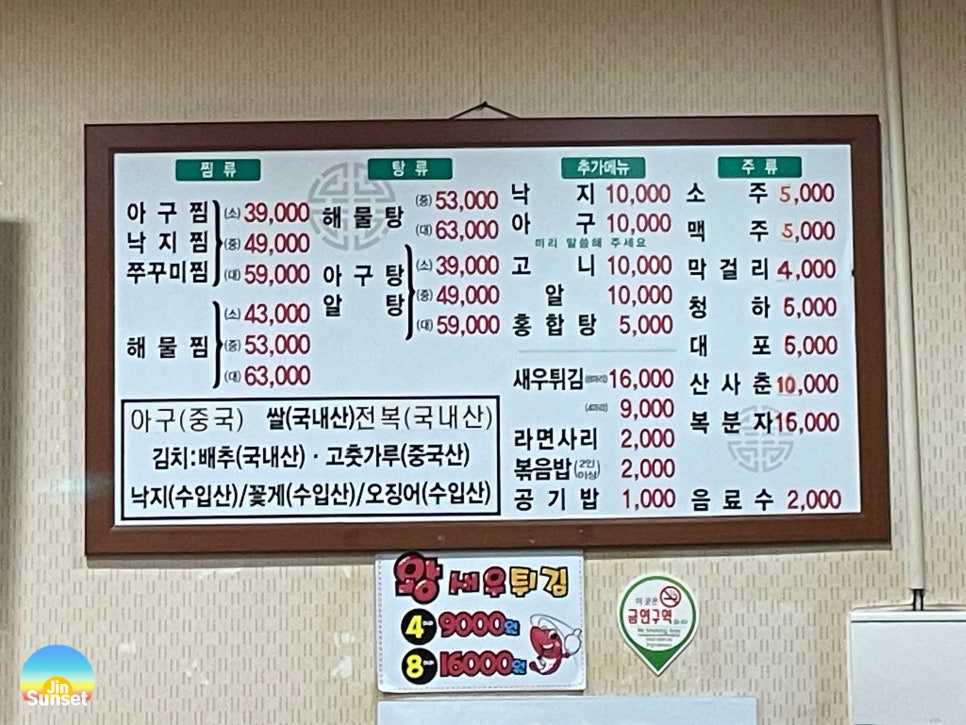 찜 류
아 구 찜
낙 지 찜
쭈꾸미찜
(소) 39,000
(중) 49,000
(대) 59,000
해 물 찜
(소) 43,000
(중) 53,000
(대) 63,000
탕 류
해 물 탕
(중) 53,000
(대) 63,000
아 구 탕
알 탕
(소) 39,000
(중) 49,000
(대) 59,000
아구(중국) 쌀(국내산)전복(국내산)
김치:배추(국내산)·고춧가루(중국산)
낙지(수입산)/꽃게(수입산)/오징어(수입산)
추가메뉴
낙 지 10,000
아 구 10,000
미리 말씀해 주세요
고 니 10,000
알 10,000
홍 합 탕 5,000
새우튀김 16,000
9,000
라면사리 2,000
볶음밥(2인이상) 2,000
공 기 밥 1,000
주 류
소 주 5,000
맥 주 5,000
막 걸 리 4,000
청 하 5,000
대 포 5,000
산 사 춘 10,000
복 분 자 15,000
음 료 수 2,000
왕 새우튀김
4 9000원
8 16000원
이 곳은
금연구역
No Smoking Area
Jin
Sunset